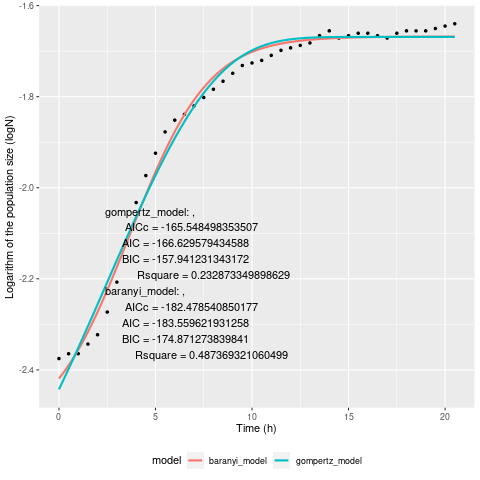 -1.6
-1.8
-2.0
-2.2
-2.4
Logarithm of the population size (logN)
gompertz_model: ,
AICc = -165.548498353507
AIC = -166.629579434588
BIC = -157.941231343172
Rsquare = 0.232873349898629
baranyi_model: ,
AICc = -182.478540850177
AIC = -183.559621931258
BIC = -174.871273839841
Rsquare = 0.487369321060499
0 5 10 15 20
Time (h)
model baranyi_model gompertz_model